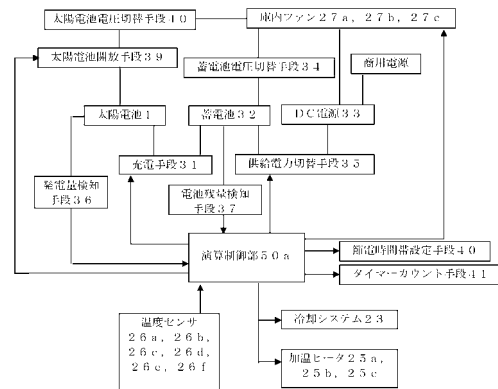 太陽電池電圧切替手段40
庫内ファン27a, 27b, 27c
太陽電池開放手段39
蓄電池電圧切替手段34
商用電源
太陽電池1
蓄電池32
DC電源33
充電手段31
供給電力切替手段35
発電量検知
手段36
電池残量検知
手段37
演算制御部50a
節電時間帯設定手段40
タイマーカウント手段41
温度センサ
26a, 26b,
26c, 26d,
26e, 26f
冷却システム23
加温ヒータ25a,
25b, 25c